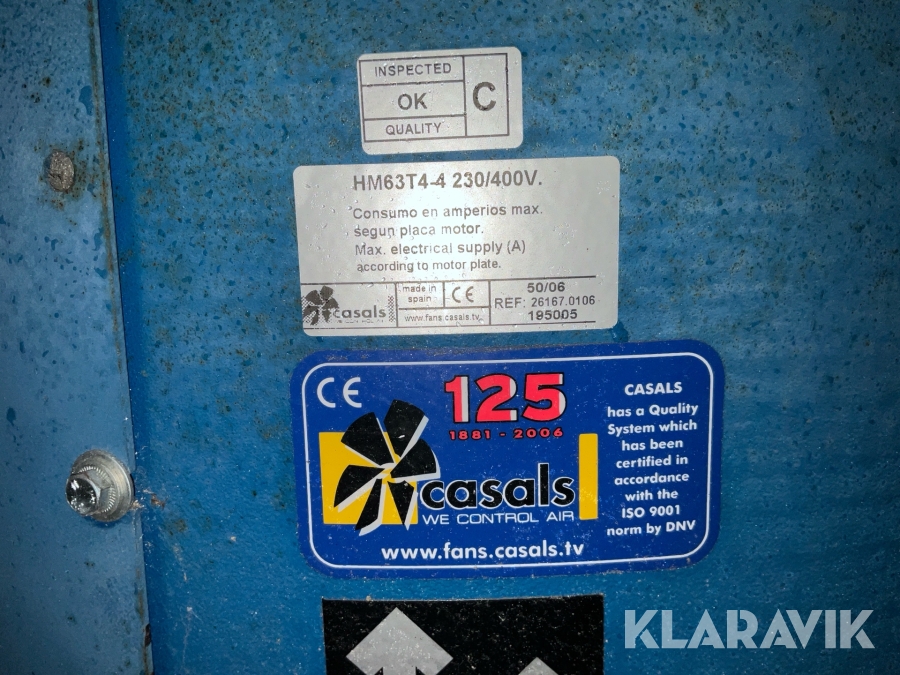 INSPECTED
OK
QUALITY
C
HM63T4-4 230/400V.
Consumo en amperios max.
segun placa motor.
Max. electrical supply (A)
according to motor plate.
casals
made in
spain
CE
www.fans.casals.tv
50/06
REF: 26167.0106
195005
CE
125
1881 - 2006
casals
WE CONTROL AIR
www.fans.casals.tv
CASALS
has a Quality
System which
has been
certified in
accordance
with the
ISO 9001
norm by DNV
KLARAVIK